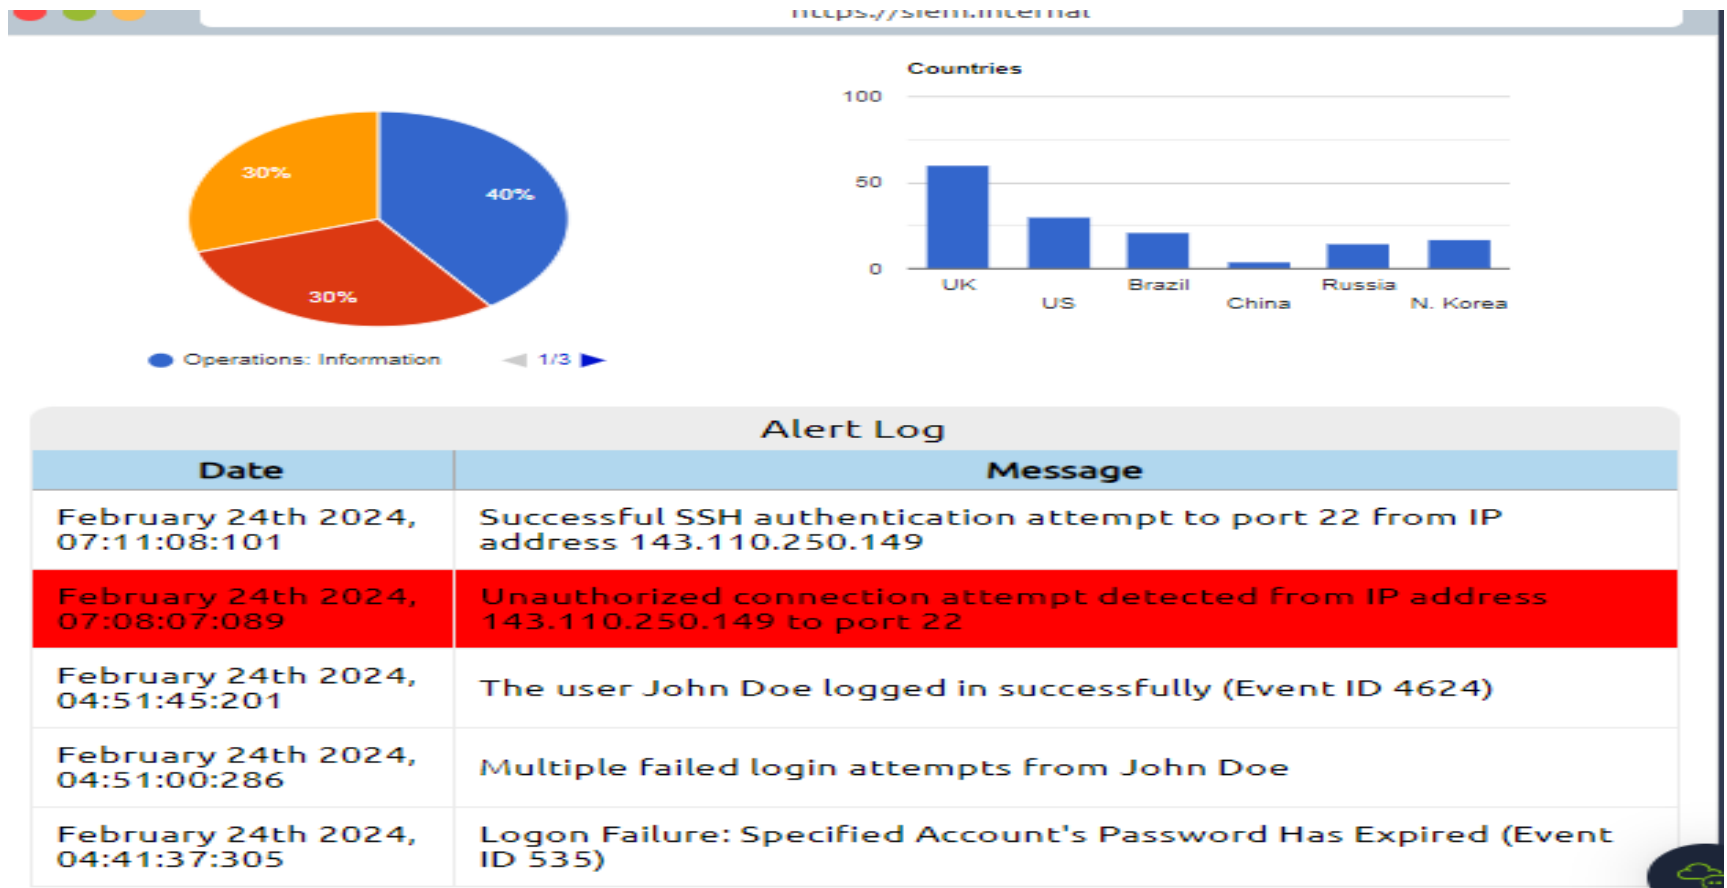 https://siem.internal
Countries
100
50
0
UK
US
Brazil
China
Russia
N. Korea
30%
40%
30%
Operations: Information
1/3
Alert Log
Date
Message
February 24th 2024,
07:11:08:101
Successful SSH authentication attempt to port 22 from IP
address 143.110.250.149
February 24th 2024,
07:08:07:089
Unauthorized connection attempt detected from IP address
143.110.250.149 to port 22
February 24th 2024,
04:51:45:201
The user John Doe logged in successfully (Event ID 4624)
February 24th 2024,
04:51:00:286
Multiple failed login attempts from John Doe
February 24th 2024,
04:41:37:305
Logon Failure: Specified Account's Password Has Expired (Event
ID 535)